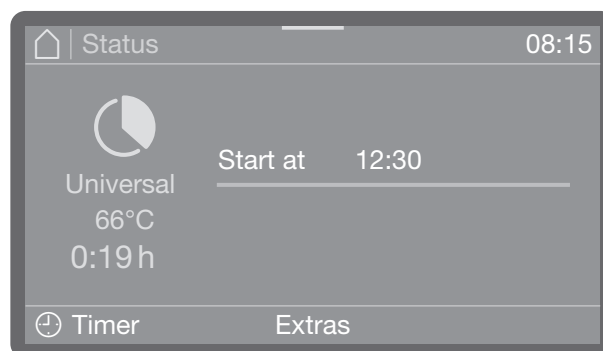 Status 08:15
Start at 12:30
Universal
66°C
0:19 h
Timer Extras